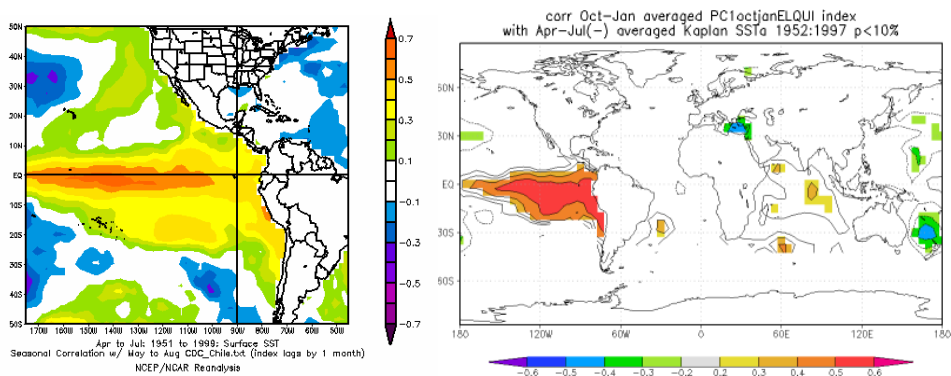 50N
40N
30N
20N
10N
EQ
10S
20S
30S
40S
50S
170W 160W 150W 140W 130W 120W 110W 100W 90W 80W 70W 60W 50W
Apr to Jul: 1951 to 1999: Surface SST
Seasonal Correlation w/ May to Aug CDC_Chile.txt (index lags by 1 month)
NCEP/NCAR Reanalysis
0.7
0.5
0.3
0.1
-0.1
-0.3
-0.5
-0.7
corr Oct-Jan averaged PC1octjanELQUI index
with Apr-Jul(-) averaged Kaplan SSTa 1952:1997 p<10%
50N
30N
EQ
30S
60S
180 120W 60W 0 60E 120E 180
-0.6 -0.5 -0.4 -0.2 0.2 0.3 0.4 0.5 0.6